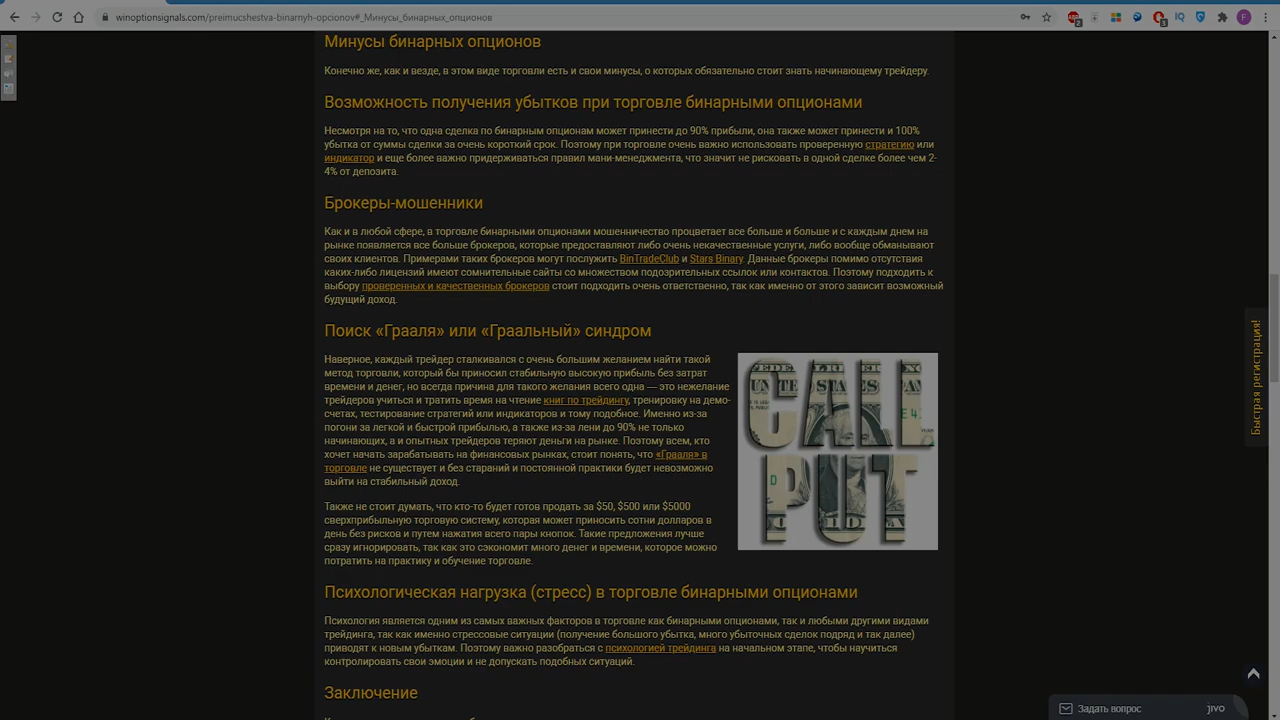 winoptionsignals.com/preimucshestva-binarnyh-opcionov#_Минусы_бинарных_опционов
Минусы бинарных опционов
Конечно же, как и везде, в этом виде торговли есть и свои минусы, о которых обязательно стоит знать начинающему трейдеру.
Возможность получения убытков при торговле бинарными опционами
Несмотря на то, что одна сделка по бинарным опционам может принести до 90% прибыли, она также может принести и 100%
убытка от суммы сделки за очень короткий срок. Поэтому при торговле очень важно использовать проверенную стратегию или
индикатор и еще более важно придерживаться правил мани-менеджмента, что значит не рисковать в одной сделке более чем 2-
4% от депозита.
Брокеры-мошенники
Как и в любой сфере, в торговле бинарными опционами мошенничество процветает все больше и больше и с каждым днем на
рынке появляется все больше брокеров, которые предоставляют либо очень некачественные услуги, либо вообще обманывают
своих клиентов. Примерами таких брокеров могут послужить BinTradeClub и Stars Binary. Данные брокеры помимо отсутствия
каких-либо лицензий имеют сомнительные сайты со множеством подозрительных ссылок или контактов. Поэтому подходить к
выбору проверенных и качественных брокеров стоит подходить очень ответственно, так как именно от этого зависит возможный
будущий доход.
Поиск «Грааля» или «Граальный» синдром
Наверное, каждый трейдер сталкивался с очень большим желанием найти такой
метод торговли, который бы приносил стабильную высокую прибыль без затрат
времени и денег, но всегда причина для такого желания всего одна — это нежелание
трейдеров учиться и тратить время на чтение книг по трейдингу, тренировку на демо-
счетах, тестирование стратегий или индикаторов и тому подобное. Именно из-за
погони за легкой и быстрой прибылью, а также из-за лени до 90% не только
начинающих, а и опытных трейдеров теряют деньги на рынке. Поэтому всем, кто
хочет начать зарабатывать на финансовых рынках, стоит понять, что «Грааля» в
торговле не существует и без стараний и постоянной практики будет невозможно
выйти на стабильный доход.
CALL
PUT
Также не стоит думать, что кто-то будет готов продать за $50, $500 или $5000
сверхприбыльную торговую систему, которая может приносить сотни долларов в
день без рисков и путем нажатия всего пары кнопок. Такие предложения лучше
сразу игнорировать, так как это сэкономит много денег и времени, которое можно
потратить на практику и обучение торговле.
Психологическая нагрузка (стресс) в торговле бинарными опционами
Психология является одним из самых важных факторов в торговле как бинарными опционами, так и любыми другими видами
трейдинга, так как именно стрессовые ситуации (получение большого убытка, много убыточных сделок подряд и так далее)
приводят к новым убыткам. Поэтому важно разобраться с психологией трейдинга на начальном этапе, чтобы научиться
контролировать свои эмоции и не допускать подобных ситуаций.
Заключение
Быстрая регистрация!
Задать вопрос
jivo